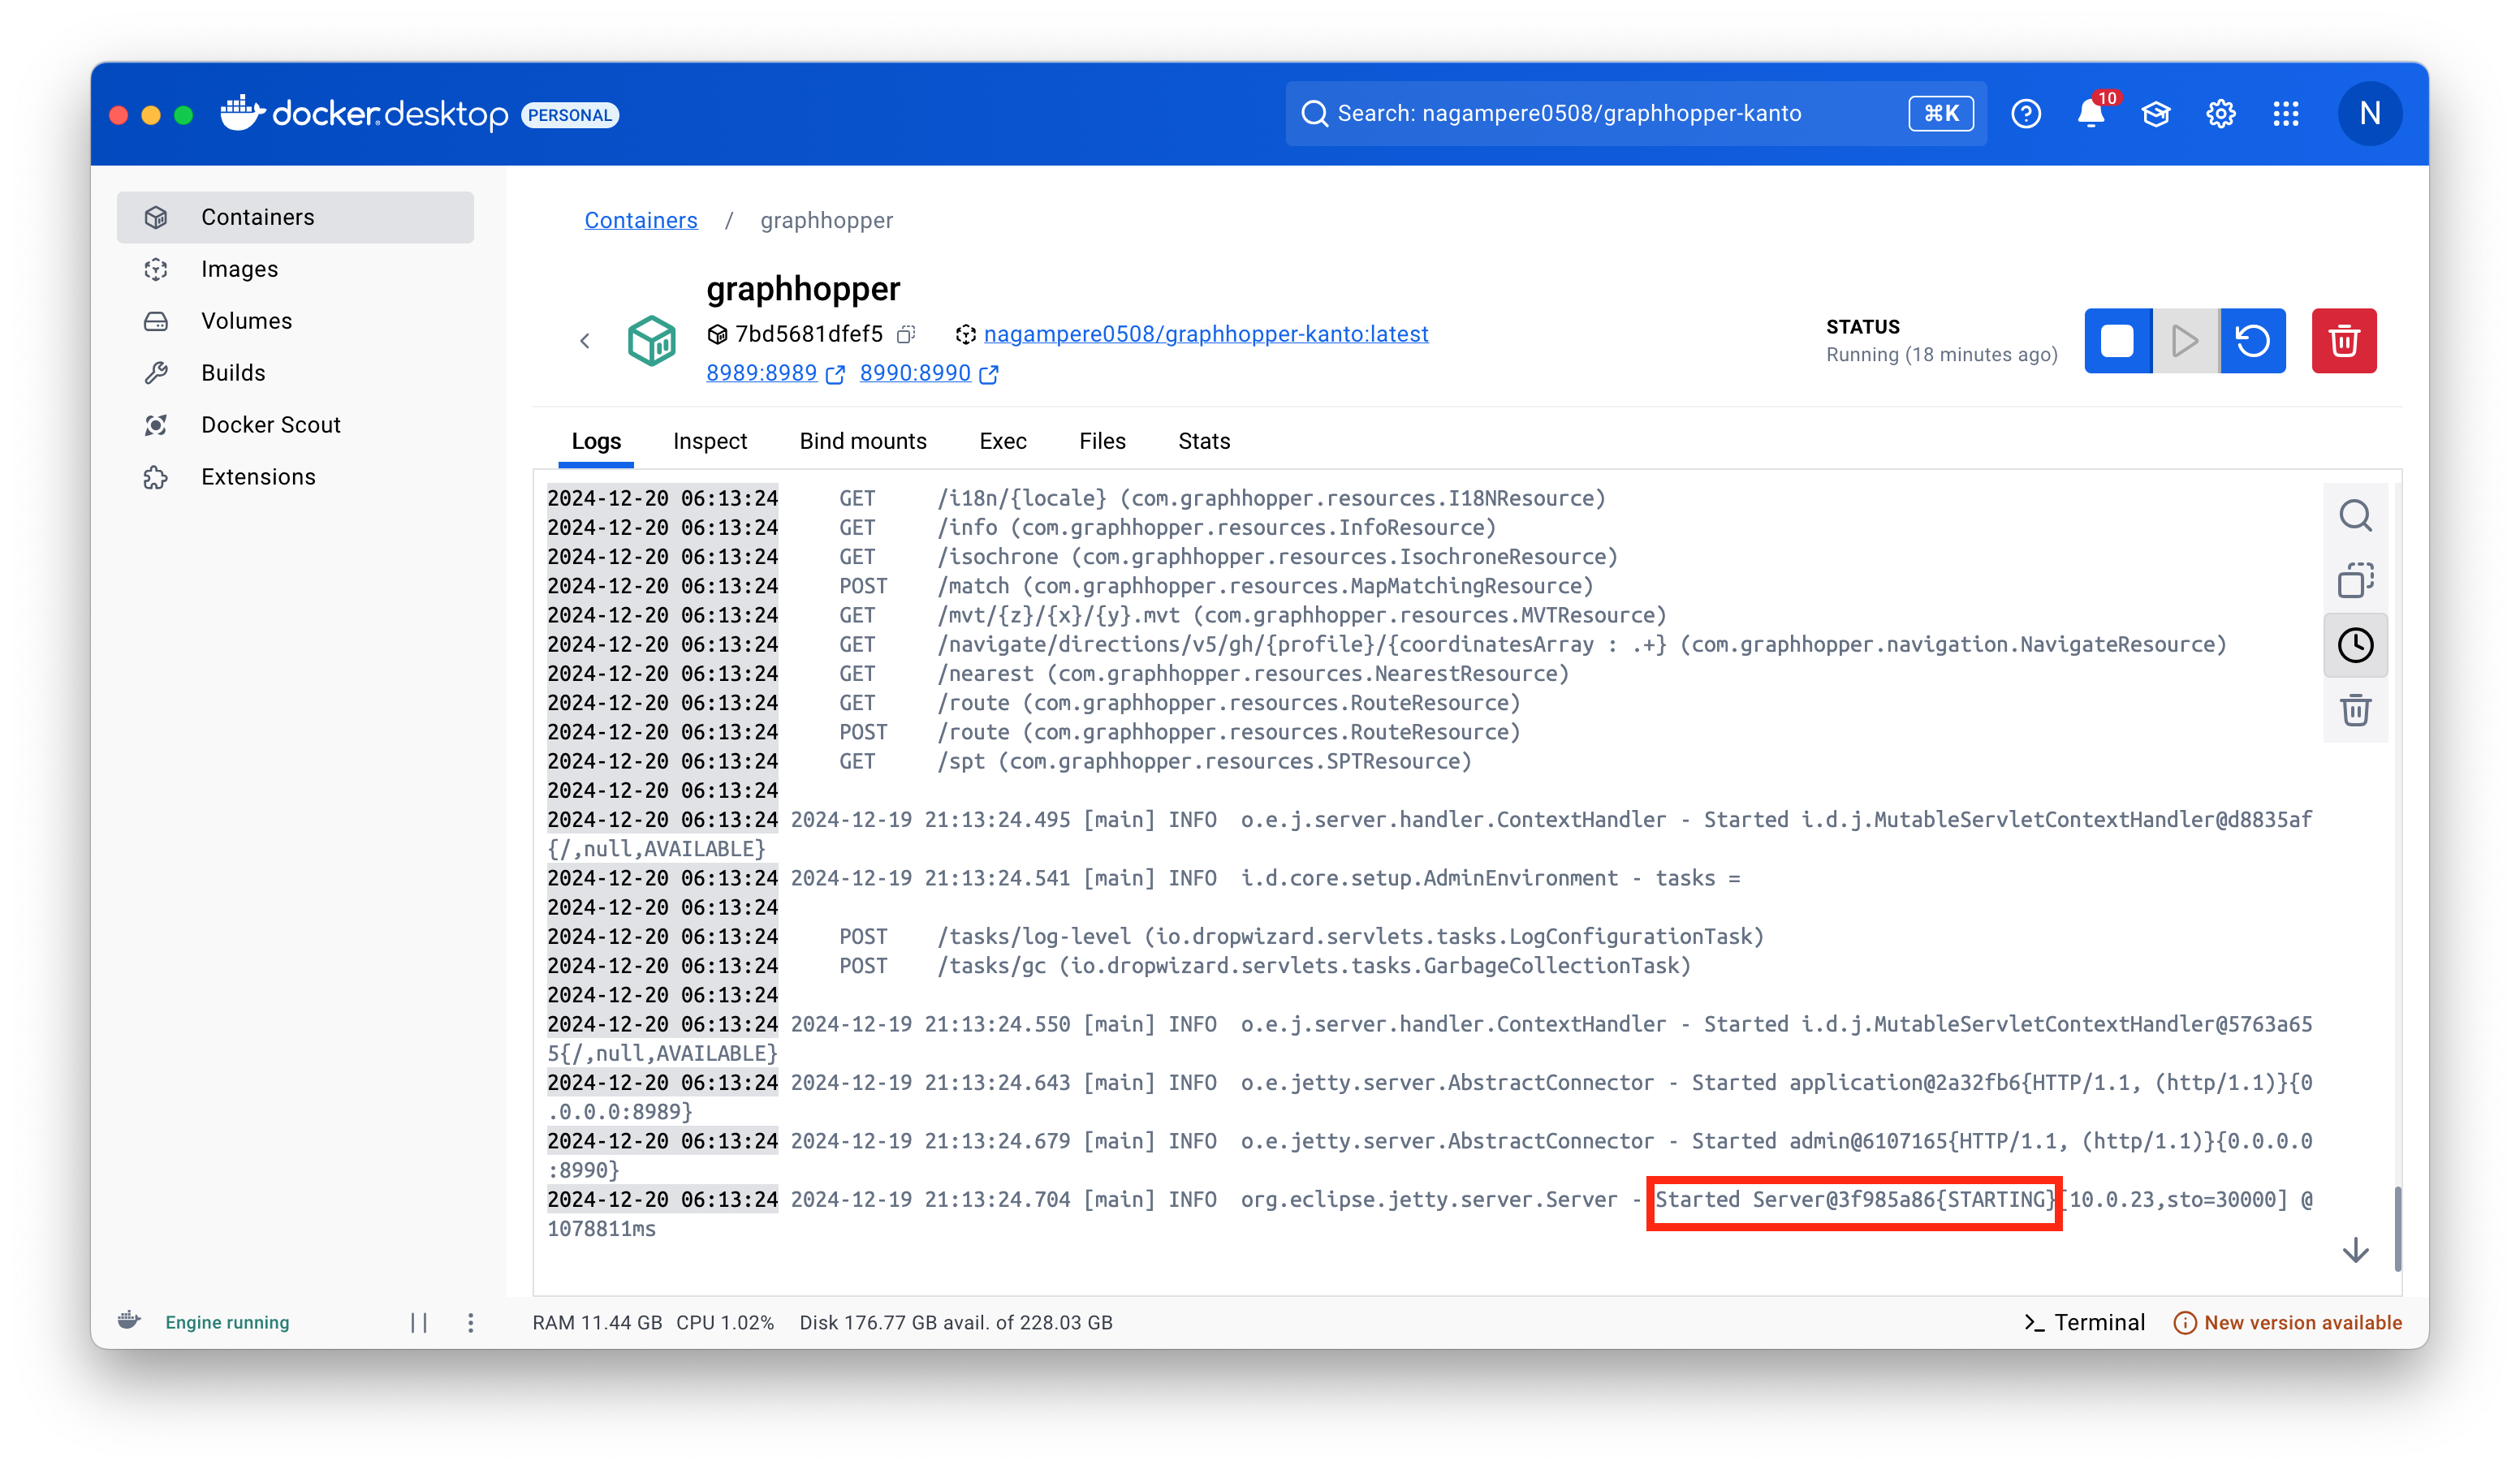 docker.desktop PERSONAL Search: nagampere0508/graphhopper-kanto ⌘K 10 N
Containers
Images
Volumes
Builds
Docker Scout
Extensions
Containers / graphhopper
graphhopper
7bd5681dfef5 nagampere0508/graphhopper-kanto:latest
8989:8989 8990:8990
STATUS
Running (18 minutes ago)
Logs Inspect Bind mounts Exec Files Stats
2024-12-20 06:13:24 GET /i18n/{locale} (com.graphhopper.resources.I18NResource)
2024-12-20 06:13:24 GET /info (com.graphhopper.resources.InfoResource)
2024-12-20 06:13:24 GET /isochrone (com.graphhopper.resources.IsochroneResource)
2024-12-20 06:13:24 POST /match (com.graphhopper.resources.MapMatchingResource)
2024-12-20 06:13:24 GET /mvt/{z}/{x}/{y}.mvt (com.graphhopper.resources.MVTResource)
2024-12-20 06:13:24 GET /navigate/directions/v5/gh/{profile}/{coordinatesArray : .+} (com.graphhopper.navigation.NavigateResource)
2024-12-20 06:13:24 GET /nearest (com.graphhopper.resources.NearestResource)
2024-12-20 06:13:24 GET /route (com.graphhopper.resources.RouteResource)
2024-12-20 06:13:24 POST /route (com.graphhopper.resources.RouteResource)
2024-12-20 06:13:24 GET /spt (com.graphhopper.resources.SPTResource)
2024-12-20 06:13:24
2024-12-20 06:13:24 2024-12-19 21:13:24.495 [main] INFO o.e.j.server.handler.ContextHandler - Started i.d.j.MutableServletContextHandler@d8835af
{/,null,AVAILABLE}
2024-12-20 06:13:24 2024-12-19 21:13:24.541 [main] INFO i.d.core.setup.AdminEnvironment - tasks =
2024-12-20 06:13:24
2024-12-20 06:13:24 POST /tasks/log-level (io.dropwizard.servlets.tasks.LogConfigurationTask)
2024-12-20 06:13:24 POST /tasks/gc (io.dropwizard.servlets.tasks.GarbageCollectionTask)
2024-12-20 06:13:24
2024-12-20 06:13:24 2024-12-19 21:13:24.550 [main] INFO o.e.j.server.handler.ContextHandler - Started i.d.j.MutableServletContextHandler@5763a65
5{/,null,AVAILABLE}
2024-12-20 06:13:24 2024-12-19 21:13:24.643 [main] INFO o.e.jetty.server.AbstractConnector - Started application@2a32fb6{HTTP/1.1, (http/1.1)}{0
.0.0.0:8989}
2024-12-20 06:13:24 2024-12-19 21:13:24.679 [main] INFO o.e.jetty.server.AbstractConnector - Started admin@6107165{HTTP/1.1, (http/1.1)}{0.0.0.0
:8990}
2024-12-20 06:13:24 2024-12-19 21:13:24.704 [main] INFO org.eclipse.jetty.server.Server - Started Server@3f985a86{STARTING}[10.0.23,sto=30000] @
1078811ms
Engine running RAM 11.44 GB CPU 1.02% Disk 176.77 GB avail. of 228.03 GB >_ Terminal New version available